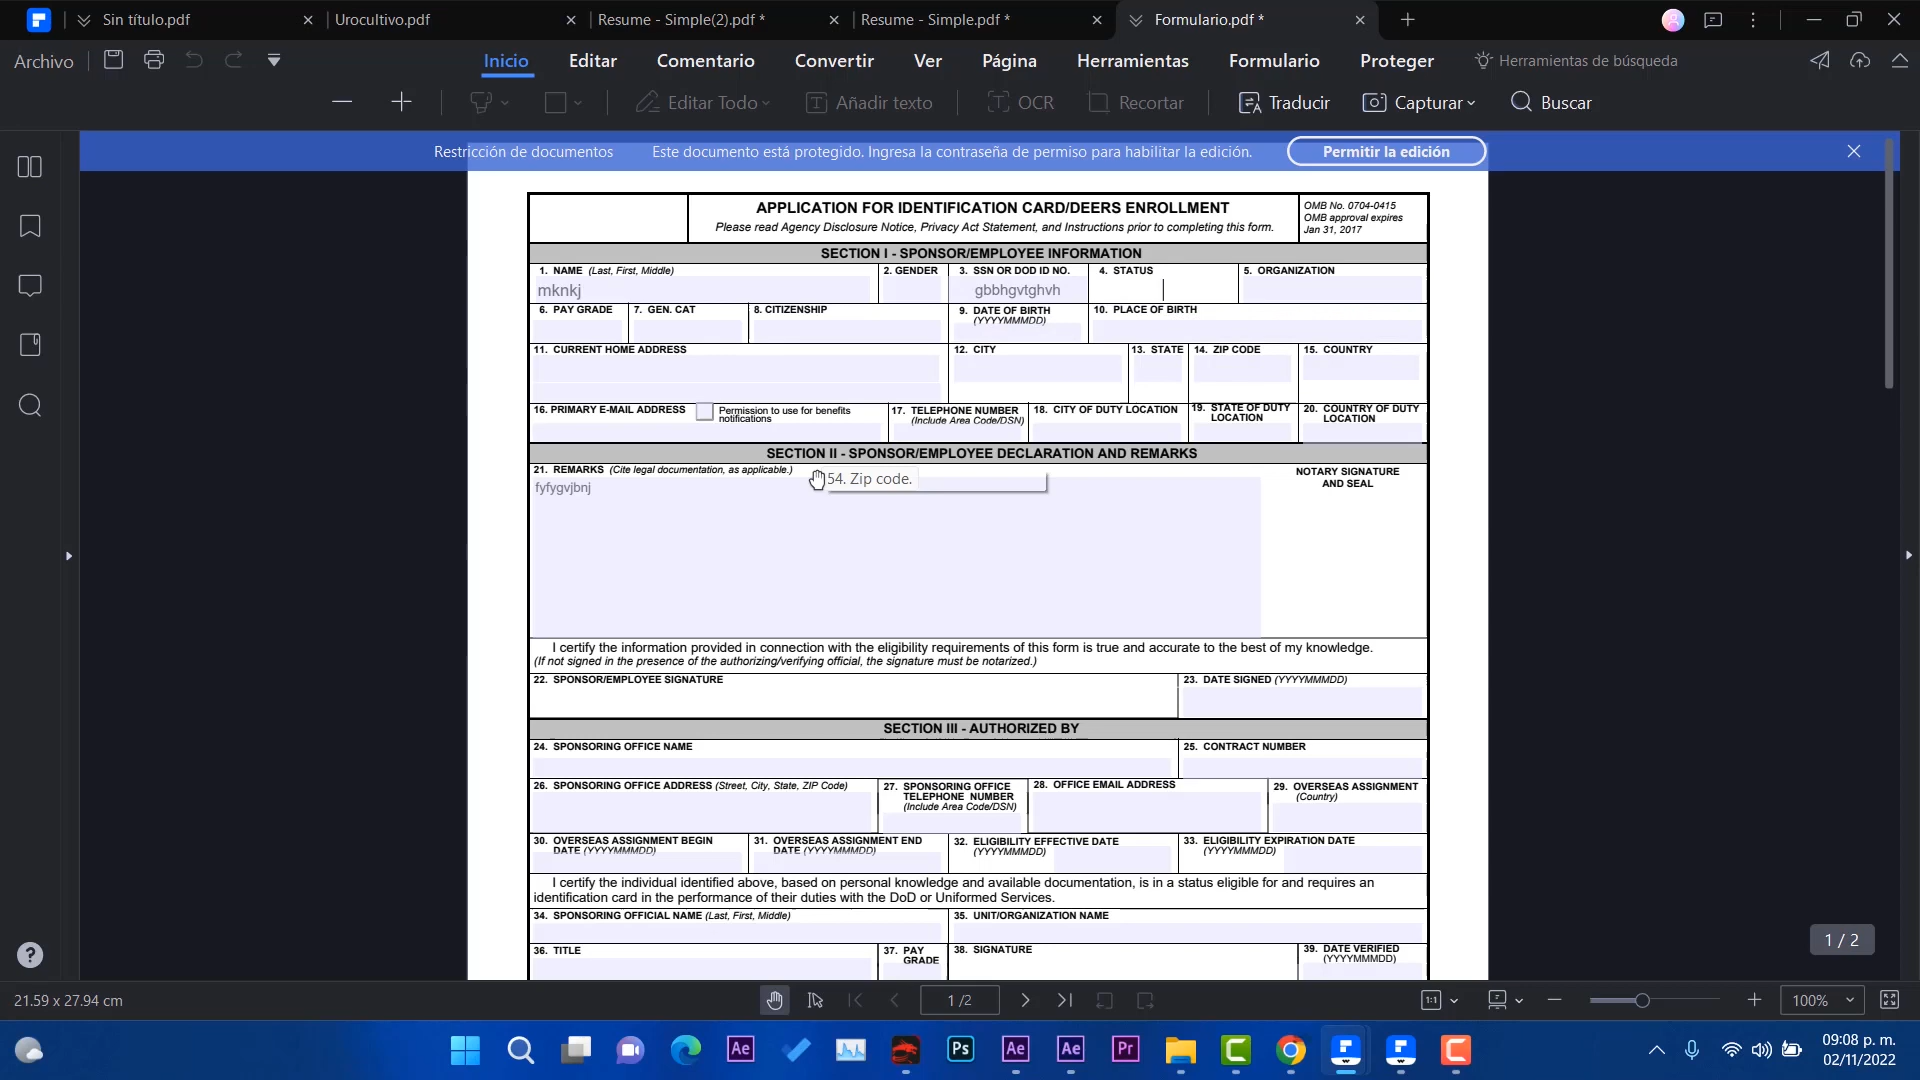 Sin título.pdf
Urocultivo.pdf
Resume - Simple(2).pdf *
Resume - Simple.pdf *
Formulario.pdf *
Archivo
Inicio
Editar
Comentario
Convertir
Ver
Página
Herramientas
Formulario
Proteger
Herramientas de búsqueda
Editar Todo
Añadir texto
OCR
Recortar
Traducir
Capturar
Buscar
Restricción de documentos
Este documento está protegido. Ingresa la contraseña de permiso para habilitar la edición.
Permitir la edición
APPLICATION FOR IDENTIFICATION CARD/DEERS ENROLLMENT
Please read Agency Disclosure Notice, Privacy Act Statement, and Instructions prior to completing this form.
OMB No. 0704-0415
OMB approval expires
Jan 31, 2017
SECTION I - SPONSOR/EMPLOYEE INFORMATION
1. NAME (Last, First, Middle)
mknkj
2. GENDER
3. SSN OR DOD ID NO.
gbbhgvtghvh
4. STATUS
5. ORGANIZATION
6. PAY GRADE
7. GEN. CAT
8. CITIZENSHIP
9. DATE OF BIRTH
(YYYYMMMDD)
10. PLACE OF BIRTH
11. CURRENT HOME ADDRESS
12. CITY
13. STATE
14. ZIP CODE
15. COUNTRY
16. PRIMARY E-MAIL ADDRESS
Permission to use for benefits
notifications
17. TELEPHONE NUMBER
(Include Area Code/DSN)
18. CITY OF DUTY LOCATION
19. STATE OF DUTY
LOCATION
20. COUNTRY OF DUTY
LOCATION
SECTION II - SPONSOR/EMPLOYEE DECLARATION AND REMARKS
21. REMARKS (Cite legal documentation, as applicable.)
fyfygvjbnj
54. Zip code.
NOTARY SIGNATURE
AND SEAL
I certify the information provided in connection with the eligibility requirements of this form is true and accurate to the best of my knowledge.
(If not signed in the presence of the authorizing/verifying official, the signature must be notarized.)
22. SPONSOR/EMPLOYEE SIGNATURE
23. DATE SIGNED (YYYYMMMDD)
SECTION III - AUTHORIZED BY
24. SPONSORING OFFICE NAME
25. CONTRACT NUMBER
26. SPONSORING OFFICE ADDRESS (Street, City, State, ZIP Code)
27. SPONSORING OFFICE
TELEPHONE NUMBER
(Include Area Code/DSN)
28. OFFICE EMAIL ADDRESS
29. OVERSEAS ASSIGNMENT
(Country)
30. OVERSEAS ASSIGNMENT BEGIN
DATE (YYYYMMMDD)
31. OVERSEAS ASSIGNMENT END
DATE (YYYYMMMDD)
32. ELIGIBILITY EFFECTIVE DATE
(YYYYMMMDD)
33. ELIGIBILITY EXPIRATION DATE
(YYYYMMMDD)
I certify the individual identified above, based on personal knowledge and available documentation, is in a status eligible for and requires an
identification card in the performance of their duties with the DoD or Uniformed Services.
34. SPONSORING OFFICIAL NAME (Last, First, Middle)
35. UNIT/ORGANIZATION NAME
36. TITLE
37. PAY
GRADE
38. SIGNATURE
39. DATE VERIFIED
(YYYYMMMDD)
1 / 2
21.59 x 27.94 cm
1 /2
1:1
100%
Ae
Ps
Ae
Ae
Pr
09:08 p. m.
02/11/2022